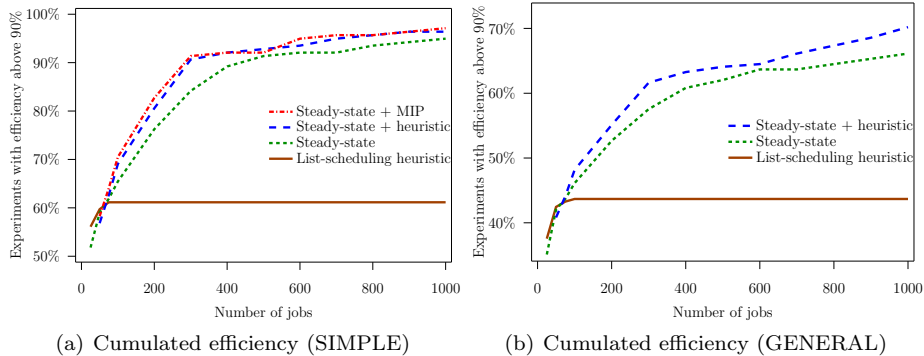 100%
90%
80%
70%
60%
50%
Experiments with efficiency above 90%
Steady-state + MIP
Steady-state + heuristic
Steady-state
List-scheduling heuristic
0 200 400 600 800 1000
Number of jobs
(a) Cumulated efficiency (SIMPLE)
70%
60%
50%
40%
Experiments with efficiency above 90%
Steady-state + heuristic
Steady-state
List-scheduling heuristic
0 200 400 600 800 1000
Number of jobs
(b) Cumulated efficiency (GENERAL)